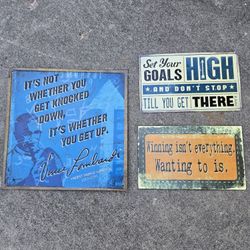 IT'S NOT
WHETHER YOU
GET KNOCKED
DOWN,
IT'S WHETHER
YOU GET UP.
Vince Lombardi
Set Your
GOALS HIGH
AND DON'T STOP
TILL YOU GET THERE
Winning isn't everything.
Wanting to is.